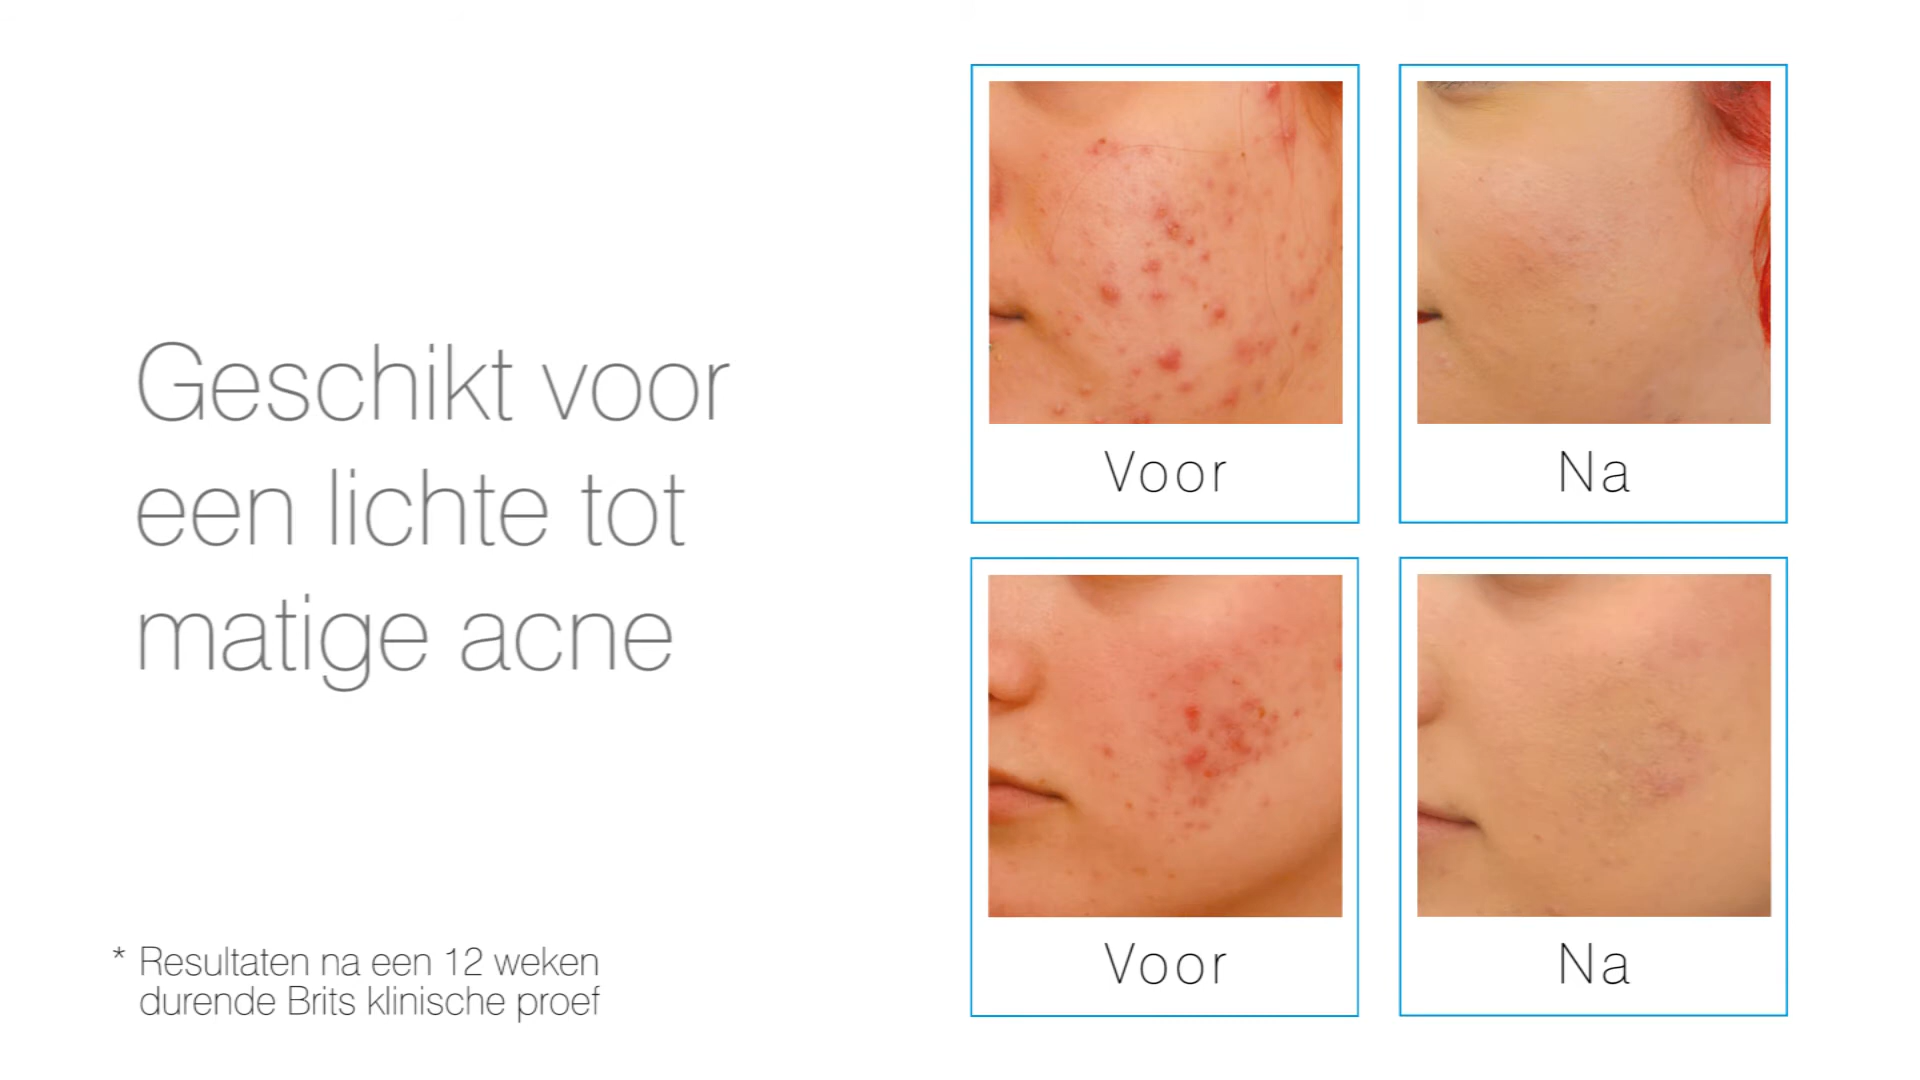 Geschikt voor
een lichte tot
matige acne
* Resultaten na een 12 weken
durende Brits klinische proef
Voor
Na
Voor
Na